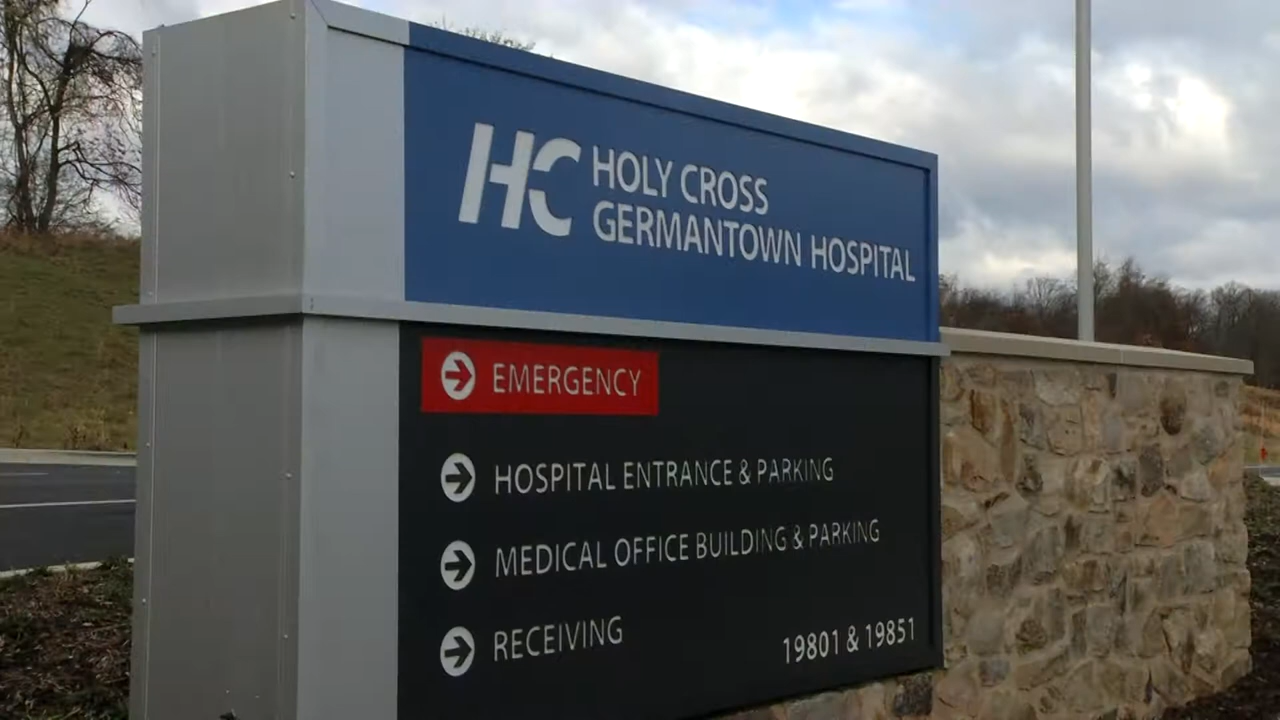 HC
HOLY CROSS
GERMANTOWN HOSPITAL
EMERGENCY
HOSPITAL ENTRANCE & PARKING
MEDICAL OFFICE BUILDING & PARKING
RECEIVING
19801 & 19851